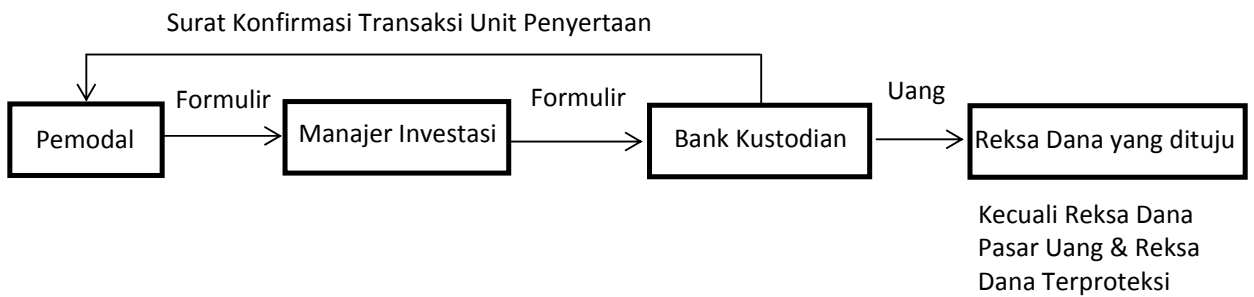 Surat Konfirmasi Transaksi Unit Penyertaan
Formulir
Formulir
Uang
Pemodal
Manajer Investasi
Bank Kustodian
Reksa Dana yang dituju
Kecuali Reksa Dana
Pasar Uang & Reksa
Dana Terproteksi